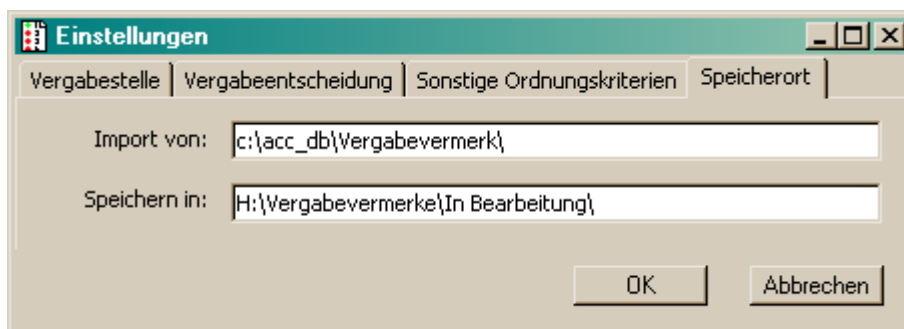 Einstellungen
Vergabestelle Vergabeentscheidung Sonstige Ordnungskriterien Speicherort
Import von: c:\acc_db\Vergabevermerk\
Speichern in: H:\Vergabevermerke\In Bearbeitung\
OK Abbrechen